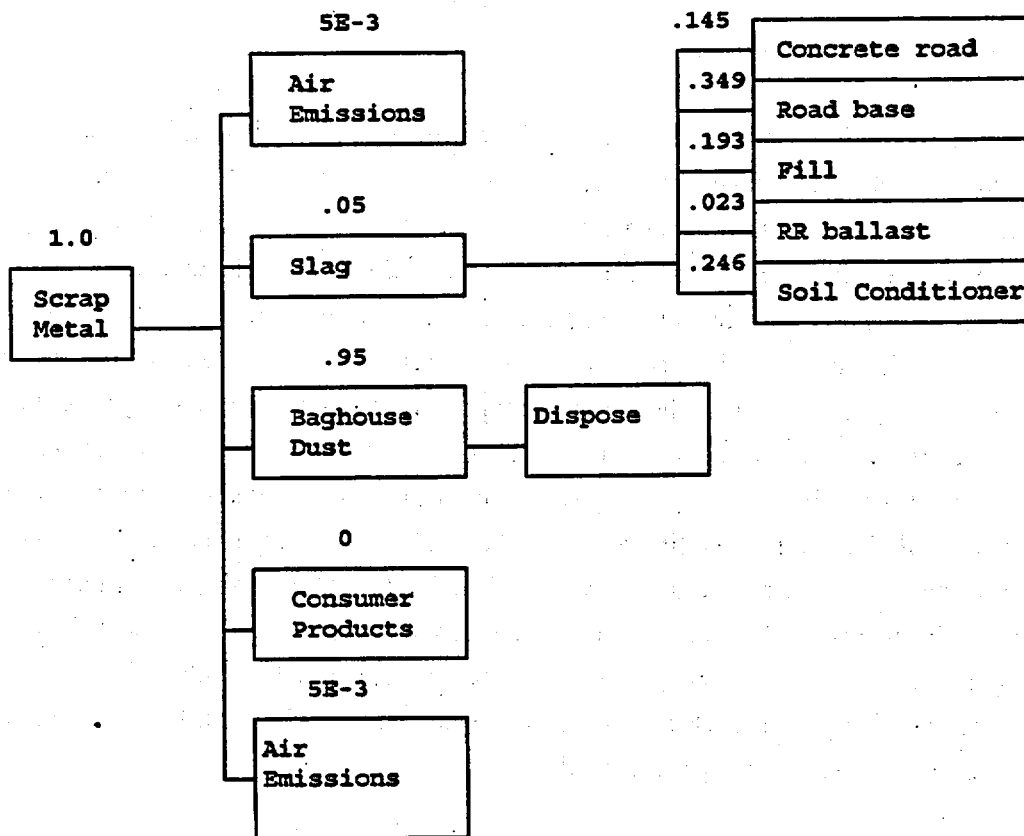 5E-3
Air
Emissions
.05
Slag
1.0
Scrap
Metal
.95
Baghouse
Dust
Dispose
0
Consumer
Products
5E-3
Air
Emissions
.145
Concrete road
.349
Road base
.193
Fill
.023
RR ballast
.246
Soil Conditioner